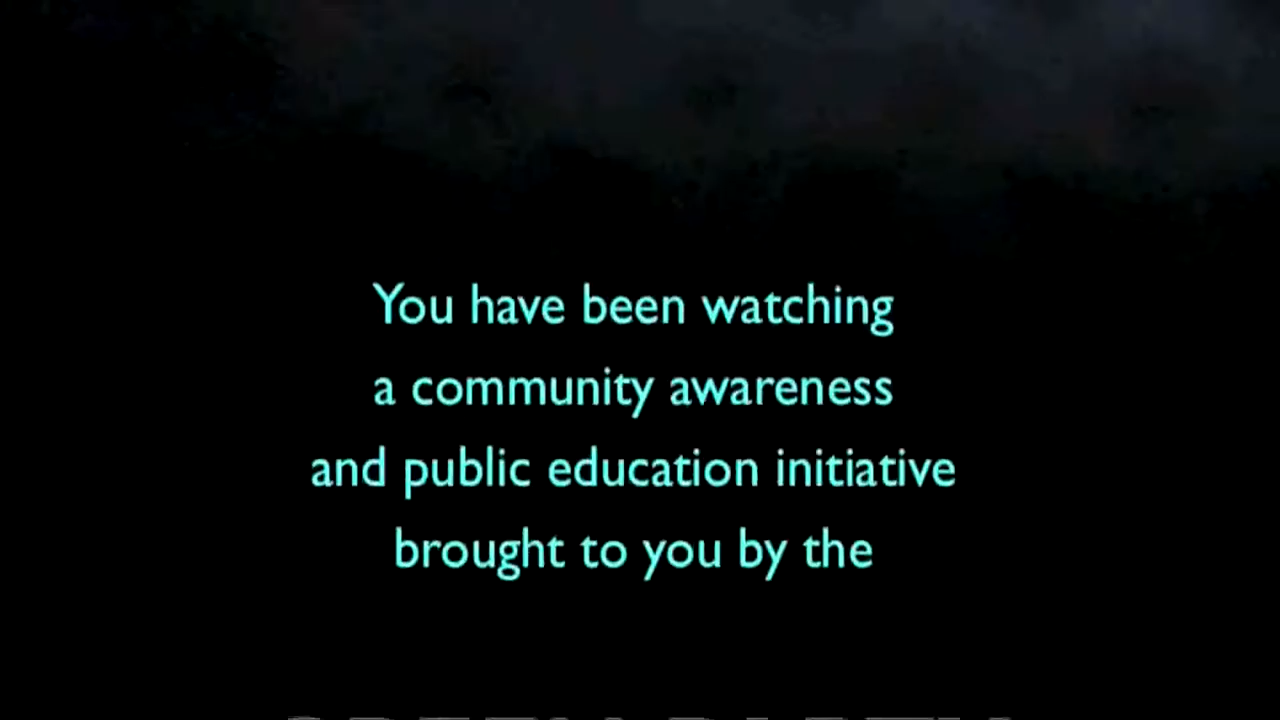 You have been watching
a community awareness
and public education initiative
brought to you by the